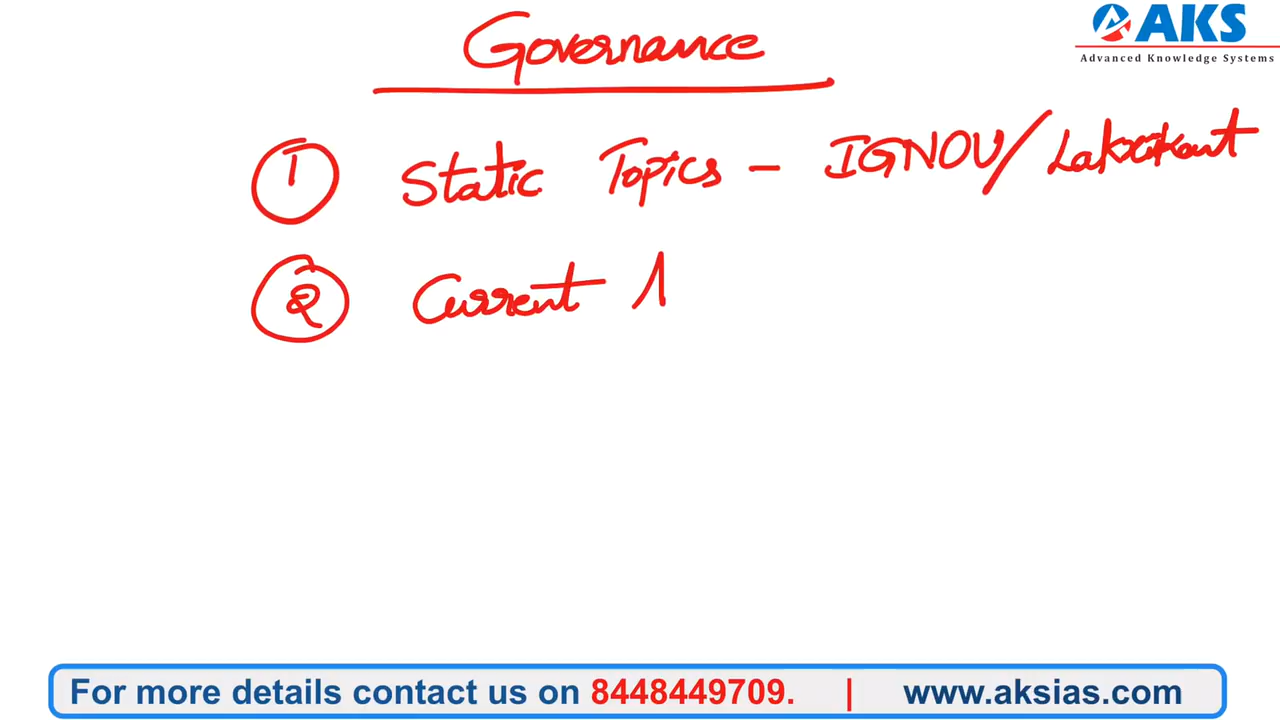 Governance
AKS
Advanced Knowledge Systems
1 Static Topics - IGNOU/
2 Current
For more details contact us on 8448449709. | www.aksias.com